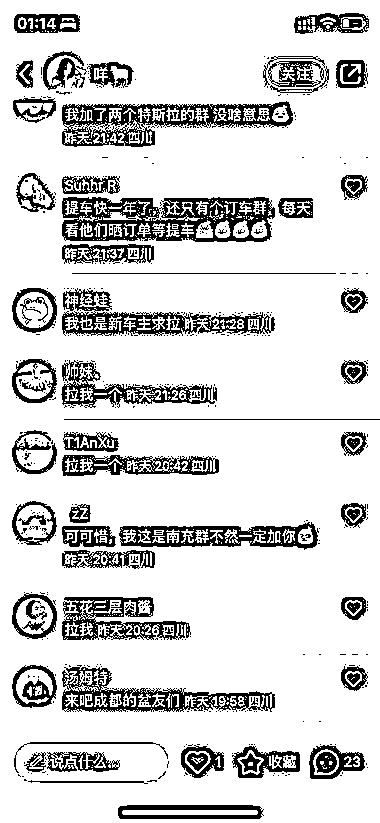 01:14
咩
关注
我加了两个特斯拉的群 没啥意思
昨天 21:42 四川
Suhhr.R
提车快一年了，还只有个订车群，每天
看他们晒订单等提车
昨天 21:37 四川
神经蛙
我也是新车主求拉 昨天 21:28 四川
帅妹、
拉我一个 昨天 21:26 四川
T1AnXu
拉我一个 昨天 20:42 四川
zZ
可可惜，我这是南充群不然一定加你
昨天 20:41 四川
五花三层肉酱
拉我 昨天 20:26 四川
汤姆特
来吧成都的盆友们 昨天 19:58 四川
说点什么...
1
收藏
23